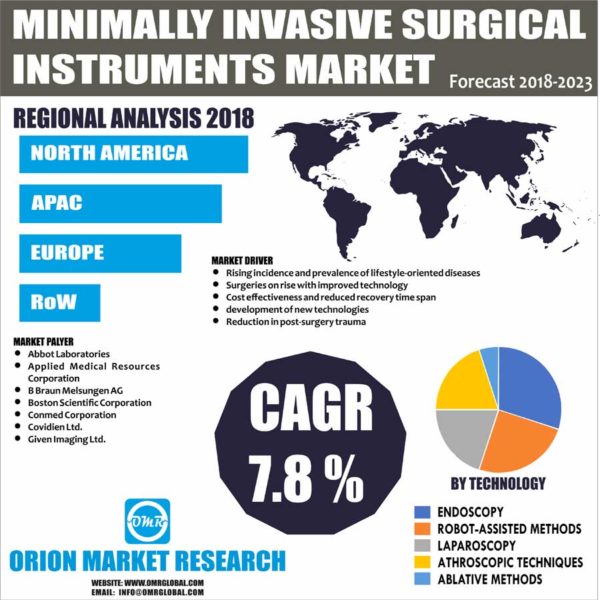 MINIMALLY INVASIVE SURGICAL
INSTRUMENTS MARKET Forecast 2018-2023
REGIONAL ANALYSIS 2018
NORTH AMERICA
APAC
EUROPE
RoW
MARKET DRIVER
• Rising incidence and prevalence of lifestyle-oriented diseases
• Surgeries on rise with improved technology
• Cost effectiveness and reduced recovery time span
• development of new technologies
• Reduction in post-surgery trauma
MARKET PALYER
• Abbot Laboratories
• Applied Medical Resources
Corporation
• B Braun Melsungen AG
• Boston Scientific Corporation
• Conmed Corporation
• Covidien Ltd.
• Given Imaging Ltd.
CAGR
7.8 %
BY TECHNOLOGY
ENDOSCOPY
ROBOT-ASSISTED METHODS
LAPAROSCOPY
ATHROSCOPIC TECHNIQUES
ABLATIVE METHODS
OMR
ORION MARKET RESEARCH
WEBSITE: WWW.OMRGLOBAL.COM
EMAIL: INFO@OMRGLOBAL.COM